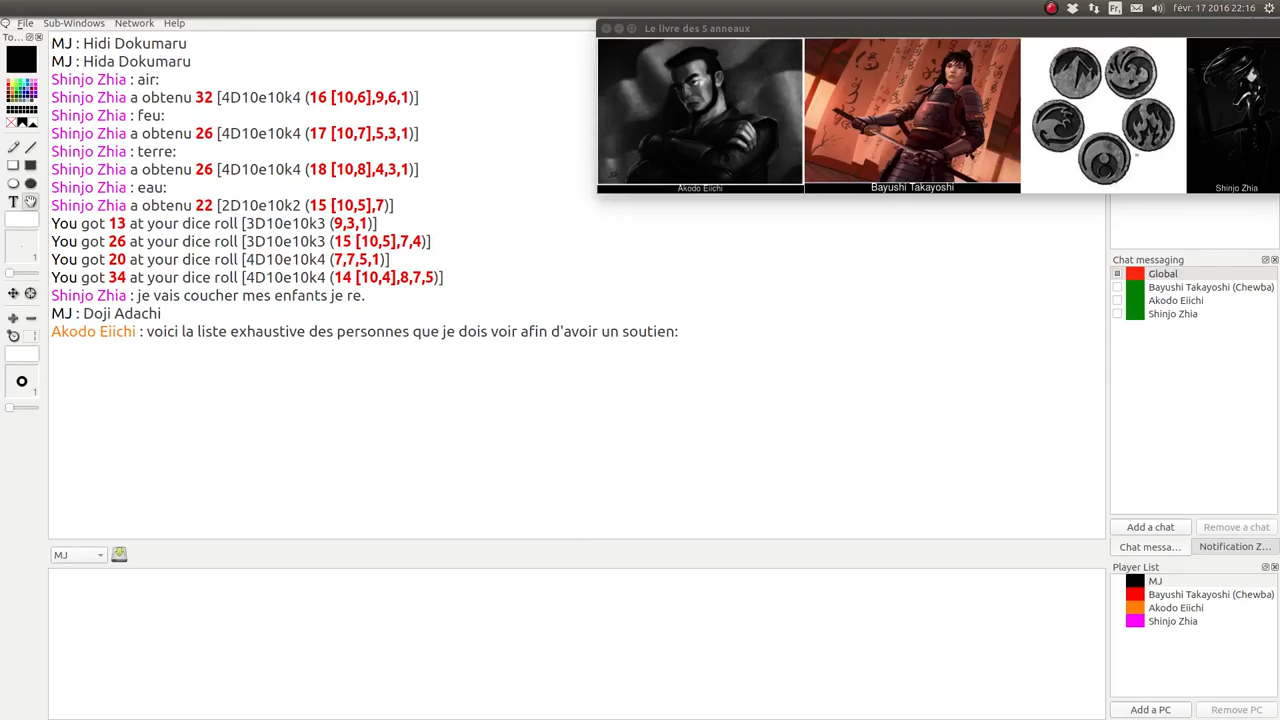 Févr. 17 2016 22:16
File Sub-Windows Network Help
To...
MJ : Hidi Dokumaru
MJ : Hida Dokumaru
Shinjo Zhia : air:
Shinjo Zhia a obtenu 32 [4D10e10k4 (16 [10,6],9,6,1)]
Shinjo Zhia : feu:
Shinjo Zhia a obtenu 26 [4D10e10k4 (17 [10,7],5,3,1)]
Shinjo Zhia : terre:
Shinjo Zhia a obtenu 26 [4D10e10k4 (18 [10,8],4,3,1)]
Shinjo Zhia : eau:
Shinjo Zhia a obtenu 22 [2D10e10k2 (15 [10,5],7)]
You got 13 at your dice roll [3D10e10k3 (9,3,1)]
You got 26 at your dice roll [3D10e10k3 (15 [10,5],7,4)]
You got 20 at your dice roll [4D10e10k4 (7,7,5,1)]
You got 34 at your dice roll [4D10e10k4 (14 [10,4],8,7,5)]
Shinjo Zhia : je vais coucher mes enfants je re.
MJ : Doji Adachi
Akodo Eiichi : voici la liste exhaustive des personnes que je dois voir afin d'avoir un soutien:
T
1
1
MJ
Le livre des 5 anneaux
Akodo Eiichi
Bayushi Takayoshi
Shinjo Zhia
Chat messaging
Global
Bayushi Takayoshi (Chewba)
Akodo Eiichi
Shinjo Zhia
Add a chat Remove a chat
Chat messa... Notification Z...
Player List
MJ
Bayushi Takayoshi (Chewba)
Akodo Eiichi
Shinjo Zhia
Add a PC Remove PC